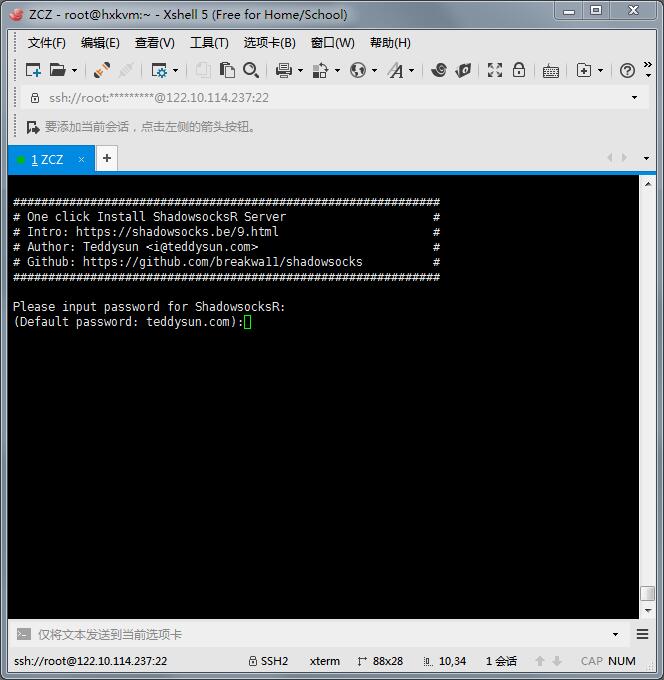 ZCZ - root@hxkvm:~ - Xshell 5 (Free for Home/School)
文件(F) 编辑(E) 查看(V) 工具(T) 选项卡(B) 窗口(W) 帮助(H)
ssh://root:*********@122.10.114.237:22
要添加当前会话，点击左侧的箭头按钮。
1 ZCZ
#############################################################
# One click Install ShadowsocksR Server #
# Intro: https://shadowsocks.be/9.html #
# Author: Teddysun <i@teddysun.com> #
# Github: https://github.com/breakwa11/shadowsocks #
#############################################################
Please input password for ShadowsocksR:
(Default password: teddysun.com):
仅将文本发送到当前选项卡
ssh://root@122.10.114.237:22 SSH2 xterm 88x28 10,34 1 会话 CAP NUM